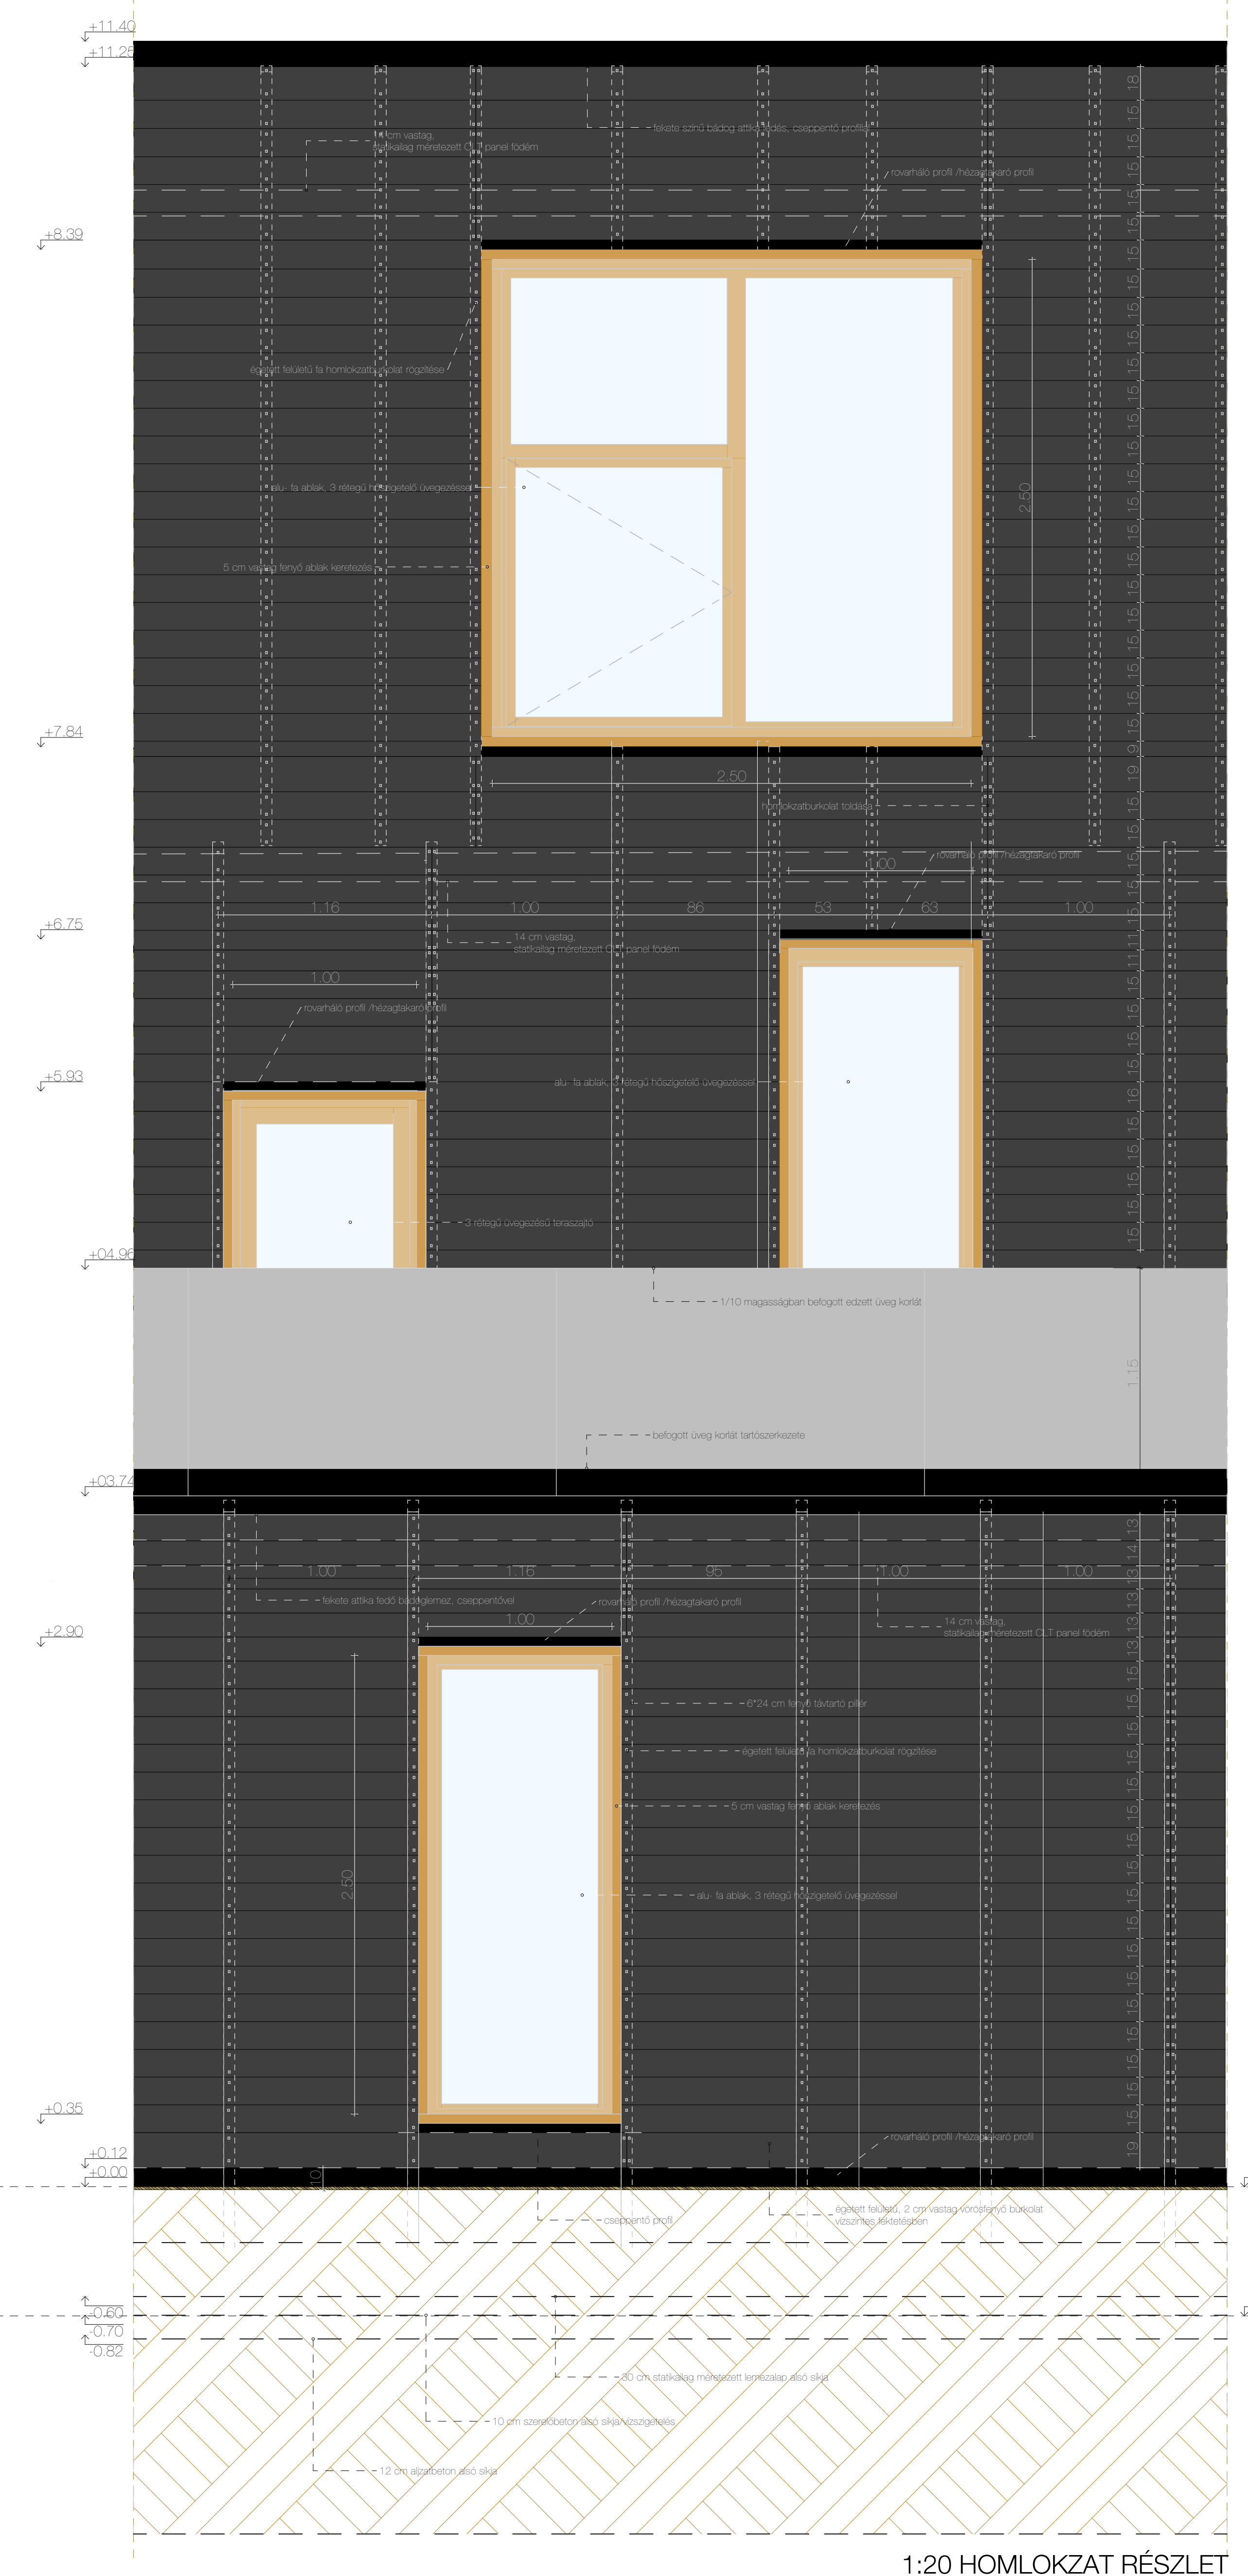 +11.40
+11.25
fekete színű bádog attika fedés, cseppentő profillal
14 cm vastag,
statikailag méretezett CLT panel födém
rovarháló profil /hézagtakaró profil
+8.39
égetett felületű fa homlokzatburkolat rögzítése
alu- fa ablak, 3 rétegű hőszigetelő üvegezéssel
2.50
5 cm vastag fenyő ablak keretezés
+7.84
2.50
homlokzatburkolat toldása
rovarháló profil /hézagtakaró profil
1.00
1.16 1.00 86 53 63 1.00
+6.75
14 cm vastag,
statikailag méretezett CLT panel födém
1.00
rovarháló profil /hézagtakaró profil
+5.93
alu- fa ablak, 3 rétegű hőszigetelő üvegezéssel
3 rétegű üvegezésű teraszajtó
+04.96
1/10 magasságban befogott edzett üveg korlát
1.15
befogott üveg korlát tartószerkezete
+03.74
1.00 1.16 95 1.00 1.00
fekete attika fedő bádoglemez, cseppentővel
rovarháló profil /hézagtakaró profil
1.00
14 cm vastag,
statikailag méretezett CLT panel födém
+2.90
6*24 cm fenyő távtartó pillér
égetett felületű fa homlokzatburkolat rögzítése
5 cm vastag fenyő ablak keretezés
2.50
alu- fa ablak, 3 rétegű hőszigetelő üvegezéssel
+0.35
rovarháló profil /hézagtakaró profil
+0.12
+0.00
10
égetett felületű, 2 cm vastag vörösfenyő burkolat
vízszintes fektetésben
cseppentő profil
-0.60
-0.70
-0.82
30 cm statikailag méretezett lemezalap alsó síkja
10 cm szerelőbeton alsó síkja/vízszigetelés
12 cm aljzatbeton alsó síkja
1:20 HOMLOKZAT RÉSZLET